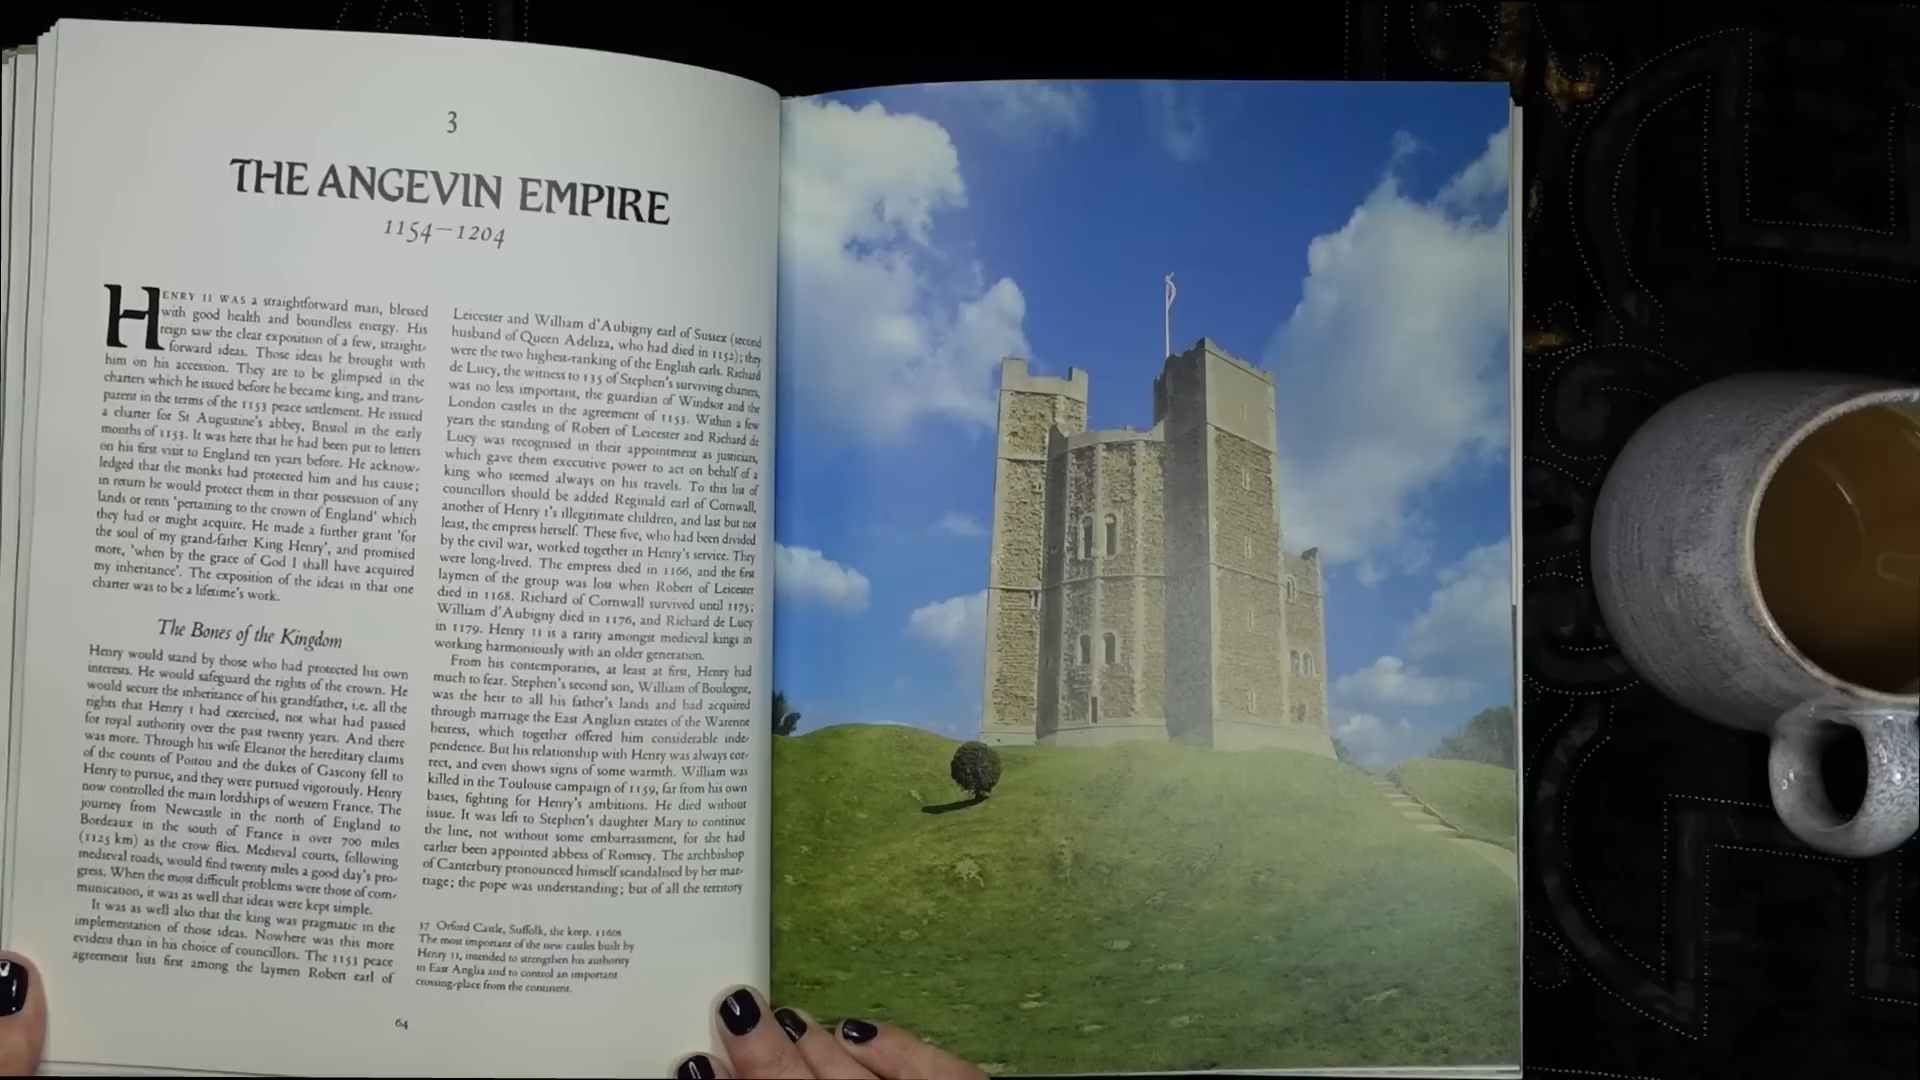 3
THE ANGEVIN EMPIRE
1154–1204
HENRY II WAS a straightforward man, blessed
with good health and boundless energy. His
reign saw the clear exposition of a few, straight-
forward ideas. Those ideas he brought with
him on his accession. They are to be glimpsed in the
charters which he issued before he became king, and trans-
parent in the terms of the 1153 peace settlement. He issued
a charter for St Augustine's abbey, Bristol in the early
months of 1153. It was here that he had been put to letters
on his first visit to England ten years before. He acknow-
ledged that the monks had protected him and his cause;
in return he would protect them in their possession of any
lands or rents 'pertaining to the crown of England' which
they had or might acquire. He made a further grant 'for
the soul of my grand-father King Henry', and promised
more, 'when by the grace of God I shall have acquired
my inheritance'. The exposition of the ideas in that one
charter was to be a lifetime's work.
The Bones of the Kingdom
Henry would stand by those who had protected his own
interests. He would safeguard the rights of the crown. He
would secure the inheritance of his grandfather, i.e. all the
rights that Henry I had exercised, not what had passed
for royal authority over the past twenty years. And there
was more. Through his wife Eleanor the hereditary claims
of the counts of Poitou and the dukes of Gascony fell to
Henry to pursue, and they were pursued vigorously. Henry
now controlled the main lordships of western France. The
journey from Newcastle in the north of England to
Bordeaux in the south of France is over 700 miles
(1125 km) as the crow flies. Medieval courts, following
medieval roads, would find twenty miles a good day's pro-
gress. When the most difficult problems were those of com-
munication, it was as well that ideas were kept simple.
It was as well also that the king was pragmatic in the
implementation of those ideas. Nowhere was this more
evident than in his choice of councillors. The 1153 peace
agreement lists first among the laymen Robert earl of
Leicester and William d'Aubigny earl of Sussex (second
husband of Queen Adeliza, who had died in 1152); they
were the two highest-ranking of the English earls. Richard
de Lucy, the witness to 135 of Stephen's surviving charters,
was no less important, the guardian of Windsor and the
London castles in the agreement of 1153. Within a few
years the standing of Robert of Leicester and Richard de
Lucy was recognised in their appointment as justiciars,
which gave them executive power to act on behalf of a
king who seemed always on his travels. To this list of
councillors should be added Reginald earl of Cornwall,
another of Henry I's illegitimate children, and last but not
least, the empress herself. These five, who had been divided
by the civil war, worked together in Henry's service. They
were long-lived. The empress died in 1166, and the first
laymen of the group was lost when Robert of Leicester
died in 1168. Richard of Cornwall survived until 1175;
William d'Aubigny died in 1176, and Richard de Lucy
in 1179. Henry II is a rarity amongst medieval kings in
working harmoniously with an older generation.
From his contemporaries, at least at first, Henry had
much to fear. Stephen's second son, William of Boulogne,
was the heir to all his father's lands and had acquired
through marriage the East Anglian estates of the Warenne
heiress, which together offered him considerable inde-
pendence. But his relationship with Henry was always cor-
rect, and even shows signs of some warmth. William was
killed in the Toulouse campaign of 1159, far from his own
bases, fighting for Henry's ambitions. He died without
issue. It was left to Stephen's daughter Mary to continue
the line, not without some embarrassment, for she had
earlier been appointed abbess of Romsey. The archbishop
of Canterbury pronounced himself scandalised by her mar-
riage; the pope was understanding; but of all the territory
37 Orford Castle, Suffolk, the keep. 1160s
The most important of the new castles built by
Henry II, intended to strengthen his authority
in East Anglia and to control an important
crossing-place from the continent.
64